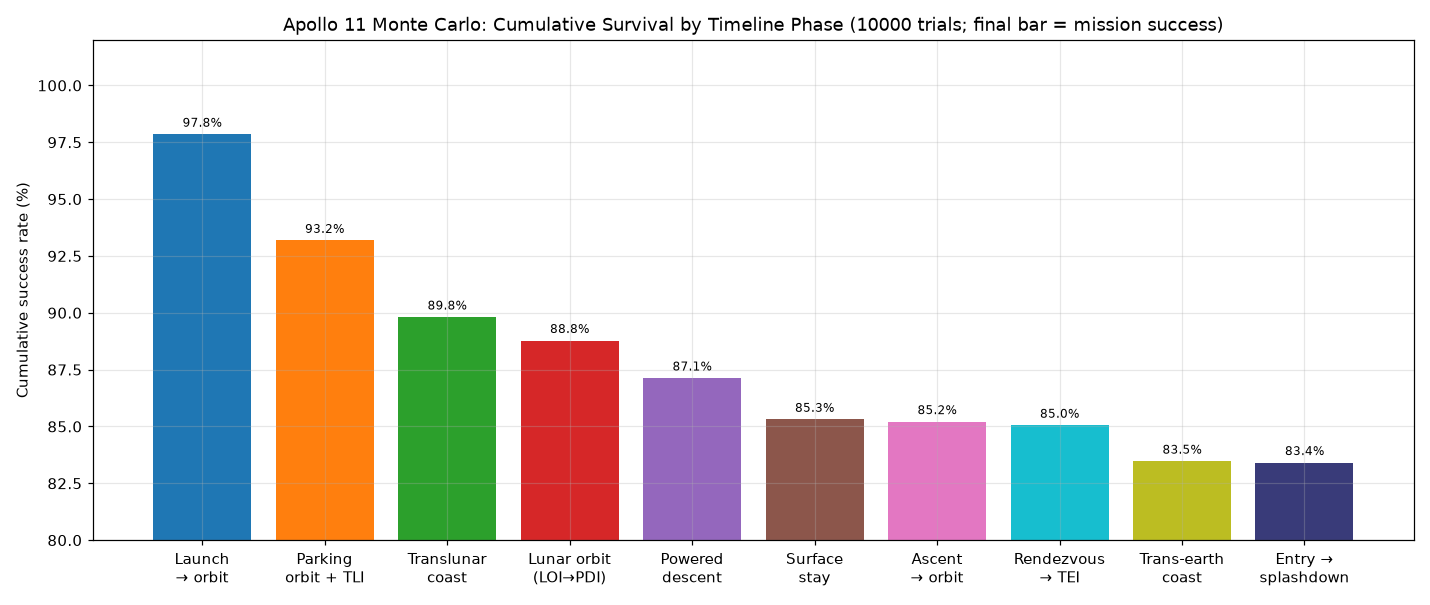 Apollo 11 Monte Carlo: Cumulative Survival by Timeline Phase (10000 trials; final bar = mission success)
Cumulative success rate (%)
100.0
97.5
95.0
92.5
90.0
87.5
85.0
82.5
80.0
97.8%
93.2%
89.8%
88.8%
87.1%
85.3%
85.2%
85.0%
83.5%
83.4%
Launch
→ orbit
Parking
orbit + TLI
Translunar
coast
Lunar orbit
(LOI→PDI)
Powered
descent
Surface
stay
Ascent
→ orbit
Rendezvous
→ TEI
Trans-earth
coast
Entry →
splashdown